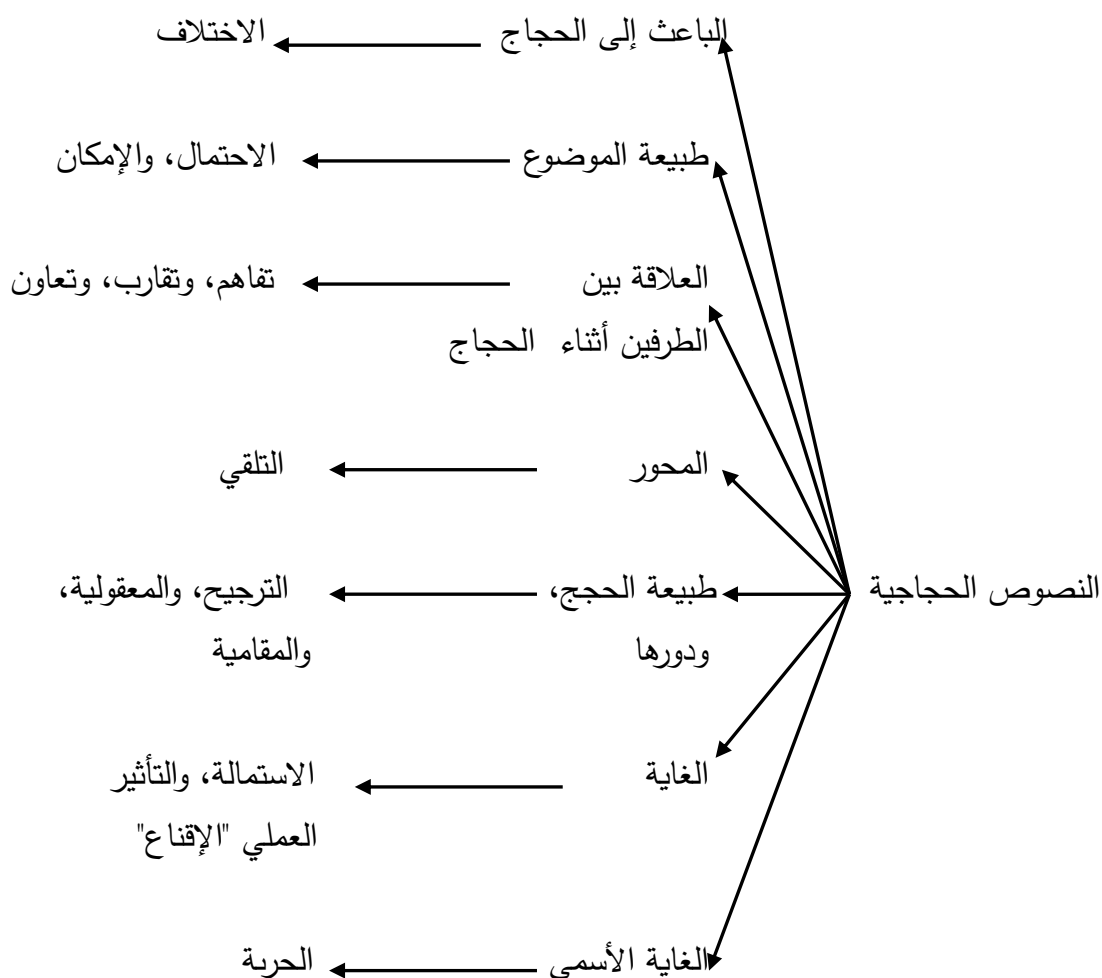 الباعث إلى الحجاج الاختلاف
طبيعة الموضوع الاحتمال، والإمكان
العلاقة بين تفاهم، وتقارب، وتعاون
الطرفين أثناء الحجاج
المحور التلقي
النصوص الحجاجية طبيعة الحجج، الترجيح، والمعقولية،
ودورها والمقامية
الغاية الاستمالة، والتأثير
العملي "الإقناع"
الغاية الأسمى الحرية